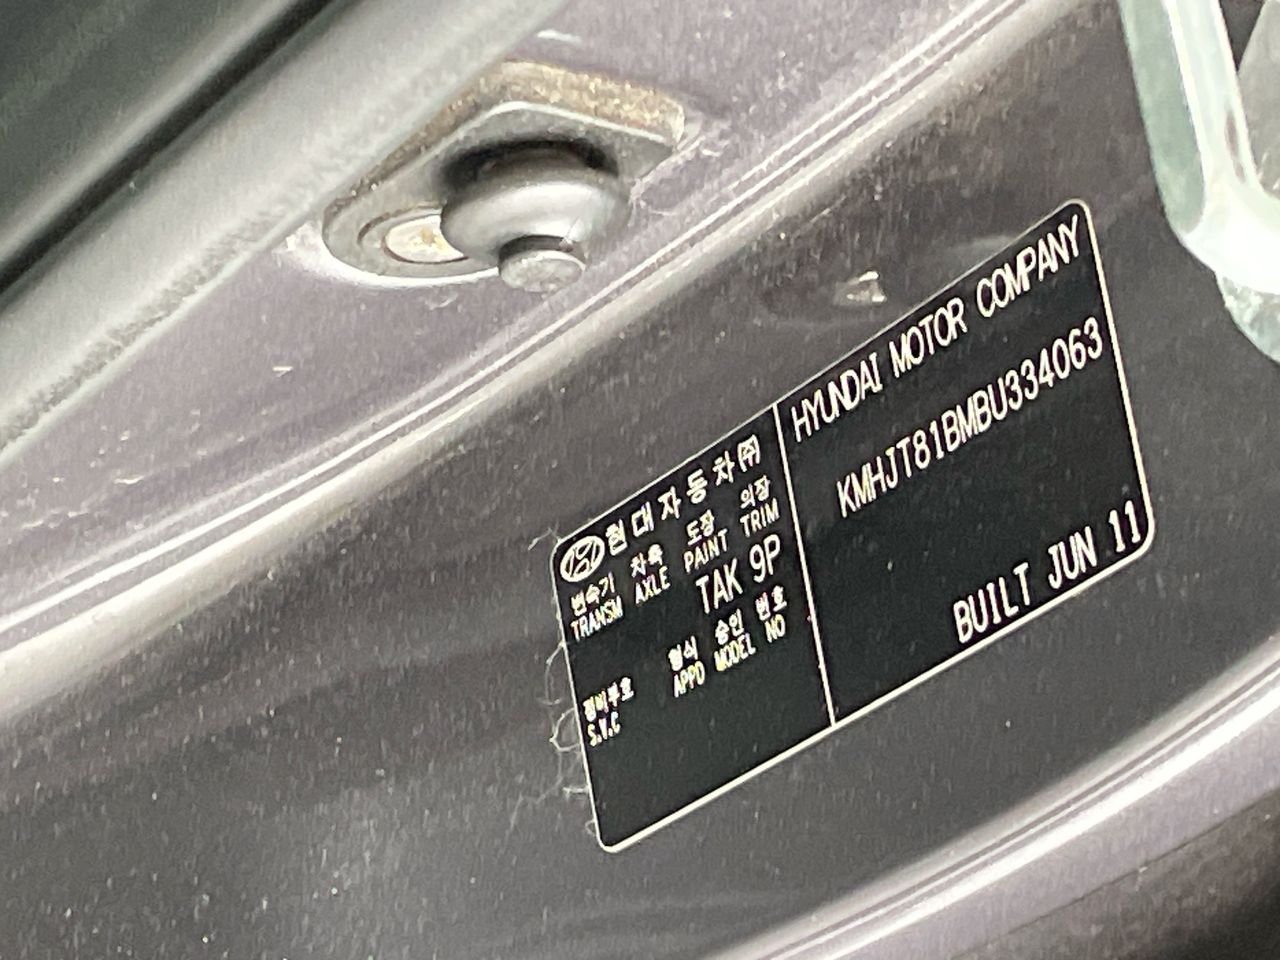 현대자동차㈜
변속기 차축 도장 의장
TRANSM AXLE PAINT TRIM
TAK 9P
형식 승인 번호
APPD MODEL NO
정비부호
S.V.C
HYUNDAI MOTOR COMPANY
KMHJT81BMBU334063
BUILT JUN 11